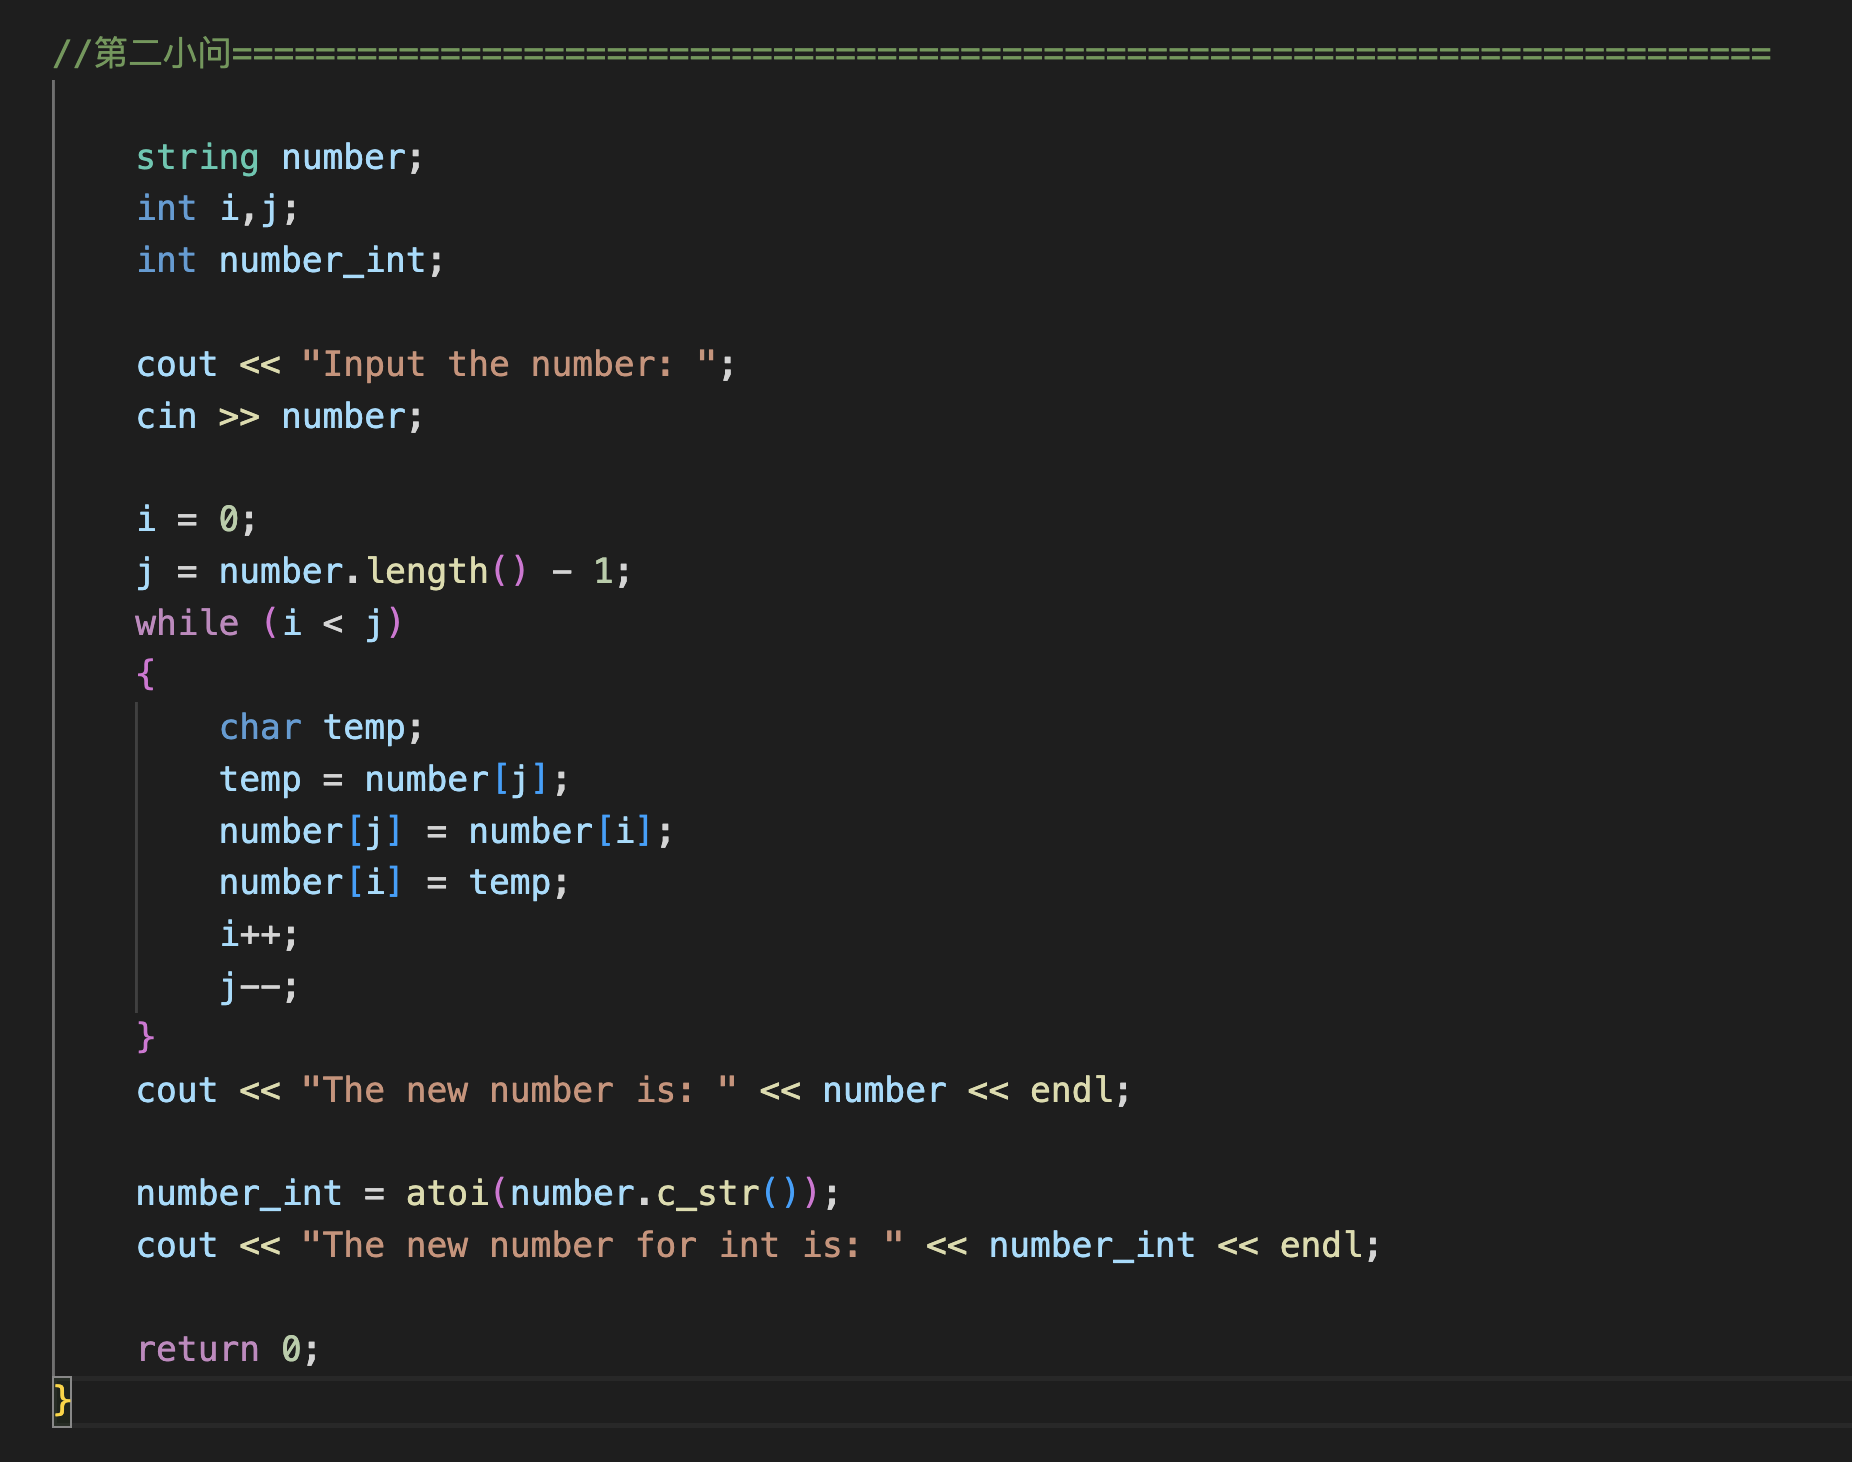 //第二小问==========================================================================
string number;
int i,j;
int number_int;
cout << "Input the number: ";
cin >> number;
i = 0;
j = number.length() - 1;
while (i < j)
{
char temp;
temp = number[j];
number[j] = number[i];
number[i] = temp;
i++;
j--;
}
cout << "The new number is: " << number << endl;
number_int = atoi(number.c_str());
cout << "The new number for int is: " << number_int << endl;
return 0;
}